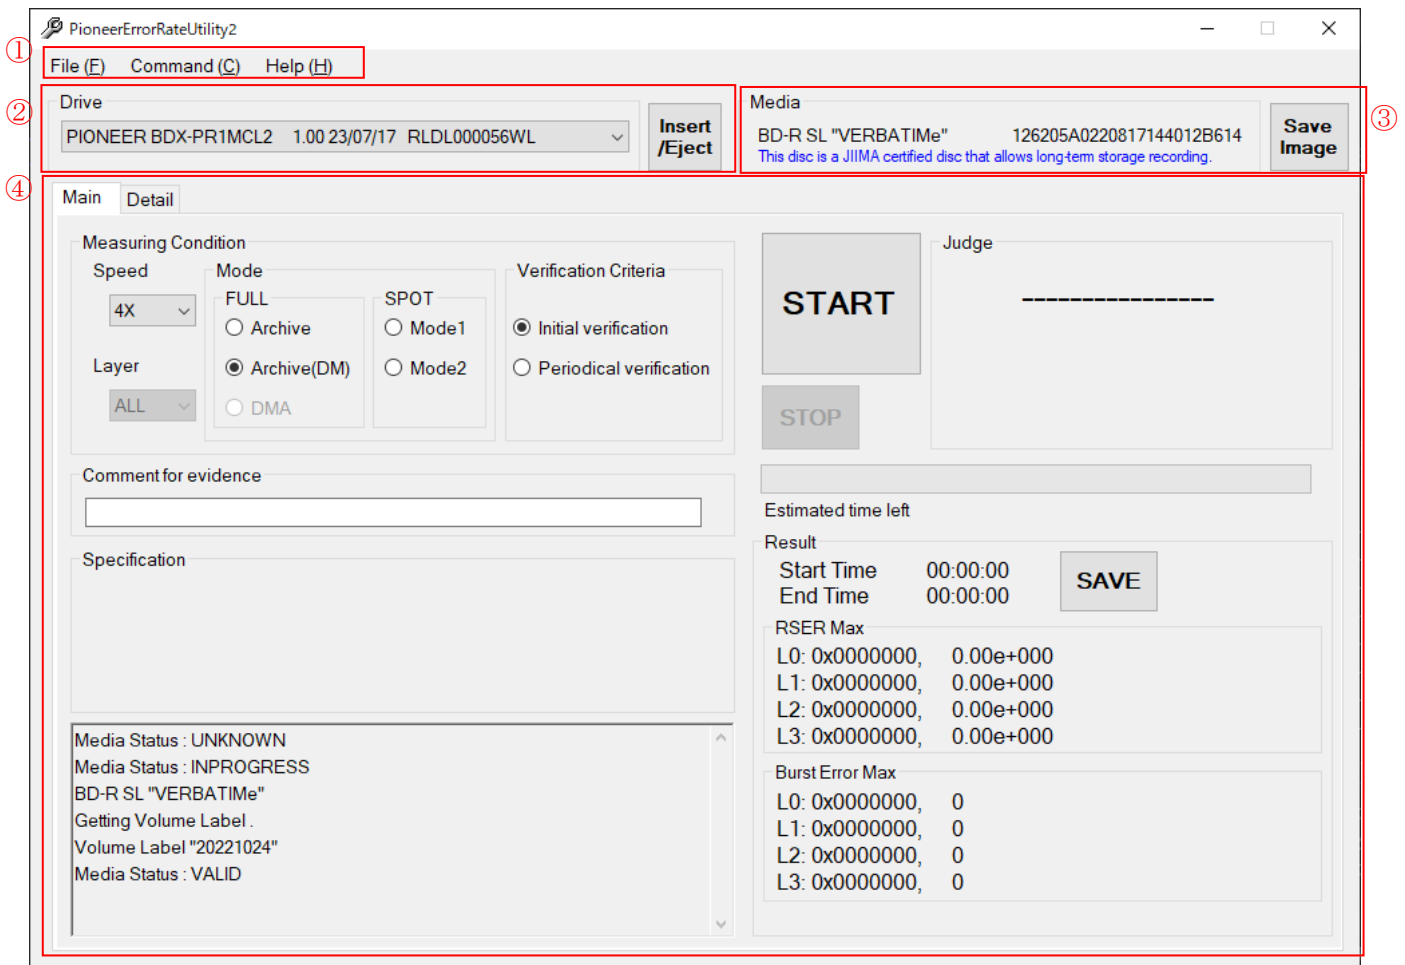 PioneerErrorRateUtility2
①
File (F) Command (C) Help (H)
②
Drive
PIONEER BDX-PR1MCL2 1.00 23/07/17 RLDL000056WL
Insert
/Eject
Media
③
BD-R SL "VERBATIMe" 126205A0220817144012B614
This disc is a JIIMA certified disc that allows long-term storage recording.
Save
Image
④
Main Detail
Measuring Condition
Speed
4X
Layer
ALL
Mode
FULL
Archive
Archive(DM)
DMA
SPOT
Mode1
Mode2
Verification Criteria
Initial verification
Periodical verification
START
STOP
Judge
----------------
Comment for evidence
Estimated time left
Specification
Result
Start Time 00:00:00
End Time 00:00:00
SAVE
RSER Max
L0: 0x0000000, 0.00e+000
L1: 0x0000000, 0.00e+000
L2: 0x0000000, 0.00e+000
L3: 0x0000000, 0.00e+000
Burst Error Max
L0: 0x0000000, 0
L1: 0x0000000, 0
L2: 0x0000000, 0
L3: 0x0000000, 0
Media Status : UNKNOWN
Media Status : INPROGRESS
BD-R SL "VERBATIMe"
Getting Volume Label .
Volume Label "20221024"
Media Status : VALID